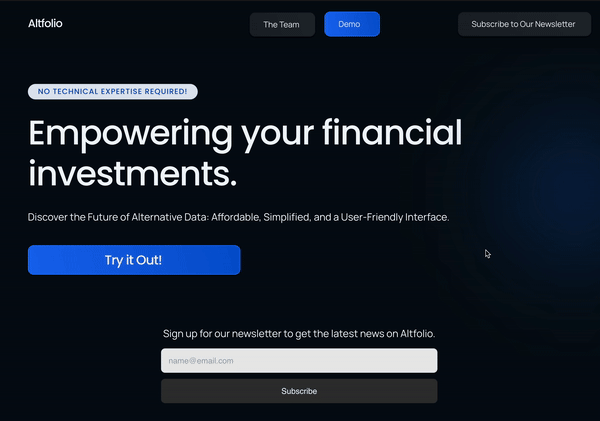 Altfolio
The Team
Demo
Subscribe to Our Newsletter
NO TECHNICAL EXPERTISE REQUIRED!
Empowering your financial
investments.
Discover the Future of Alternative Data: Affordable, Simplified, and a User-Friendly Interface.
Try it Out!
Sign up for our newsletter to get the latest news on Altfolio.
name@email.com
Subscribe